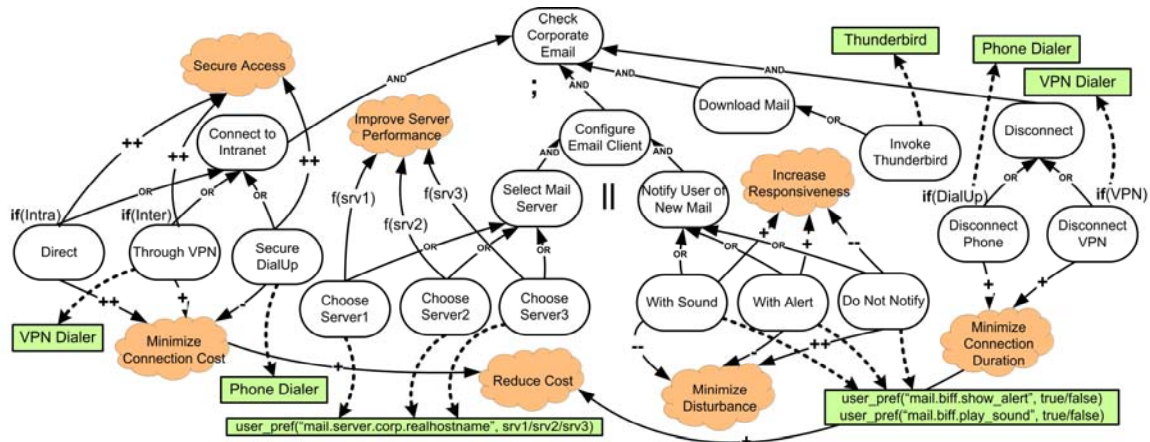 Check
Corporate
Email
Thunderbird
Phone Dialer
VPN Dialer
Secure Access
AND
AND
AND
AND
;
Download Mail
OR
Improve Server
Performance
Connect to
Intranet
Configure
Email Client
Invoke
Thunderbird
Disconnect
++
++
++
AND
AND
OR
OR
OR
f(srv1)
f(srv2)
f(srv3)
Select Mail
Server
||
Notify User of
New Mail
Increase
Responsiveness
if(DialUp)
if(VPN)
OR
OR
if(Intra)
if(Inter)
Direct
Through VPN
Secure
DialUp
OR
OR
OR
OR
OR
OR
+
+
--
Disconnect
Phone
Disconnect
VPN
Choose
Server1
Choose
Server2
Choose
Server3
With Sound
With Alert
Do Not Notify
++
+
-
+
+
VPN Dialer
Minimize
Connection Cost
Minimize
Connection
Duration
--
-
++
+
Reduce Cost
Minimize
Disturbance
Phone Dialer
user_pref("mail.server.corp.realhostname", srv1/srv2/srv3)
user_pref("mail.biff.show_alert", true/false)
user_pref("mail.biff.play_sound", true/false)
+